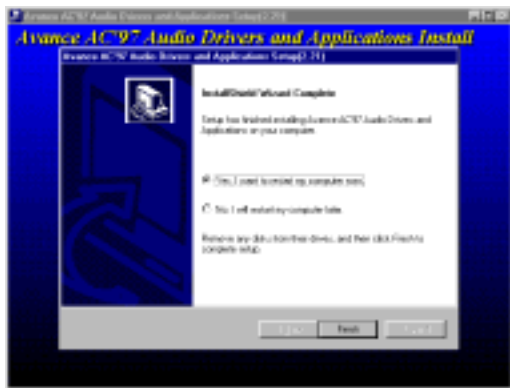 Avance AC'97 Audio Drivers and Applications Setup(2.21)
Avance AC'97 Audio Drivers and Applications Install
Avance AC'97 Audio Drivers and Applications Setup(2.21)
InstallShield Wizard Complete
Setup has finished installing Avance AC'97 Audio Drivers and
Applications on your computer.
Yes, I want to restart my computer now.
No, I will restart my computer later.
Remove any disks from their drives, and then click Finish to
complete setup.
Finish